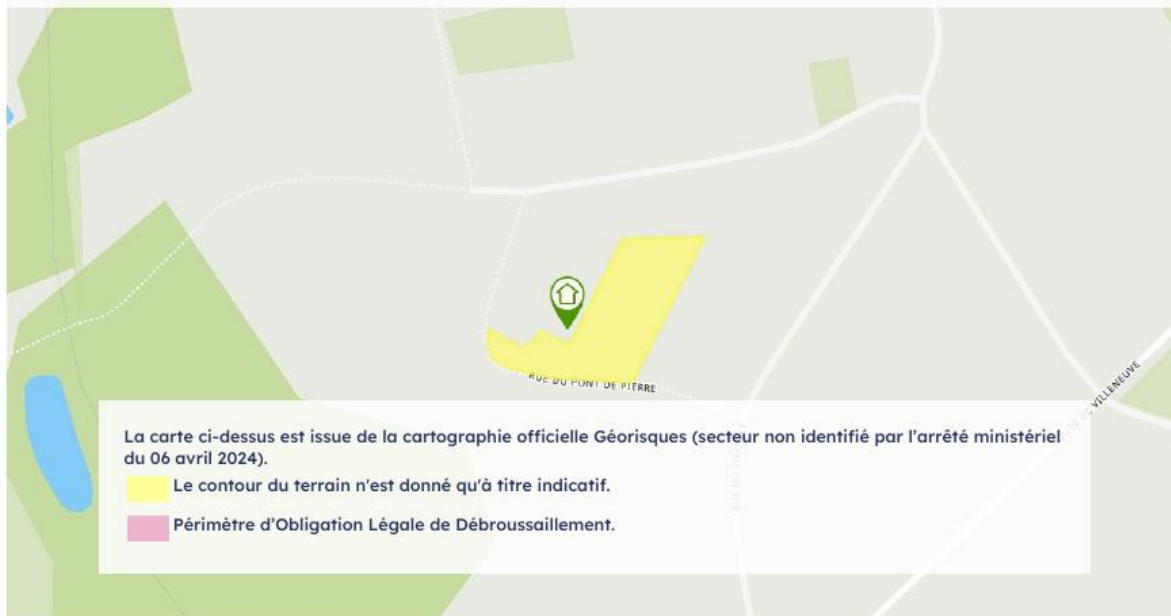 RUE DU PONT DE PIERRE
VILLENEUVE
La carte ci-dessus est issue de la cartographie officielle Géorisques (secteur non identifié par l'arrêté ministériel
du 06 avril 2024).
Le contour du terrain n'est donné qu'à titre indicatif.
Périmètre d'Obligation Légale de Débroussaillement.